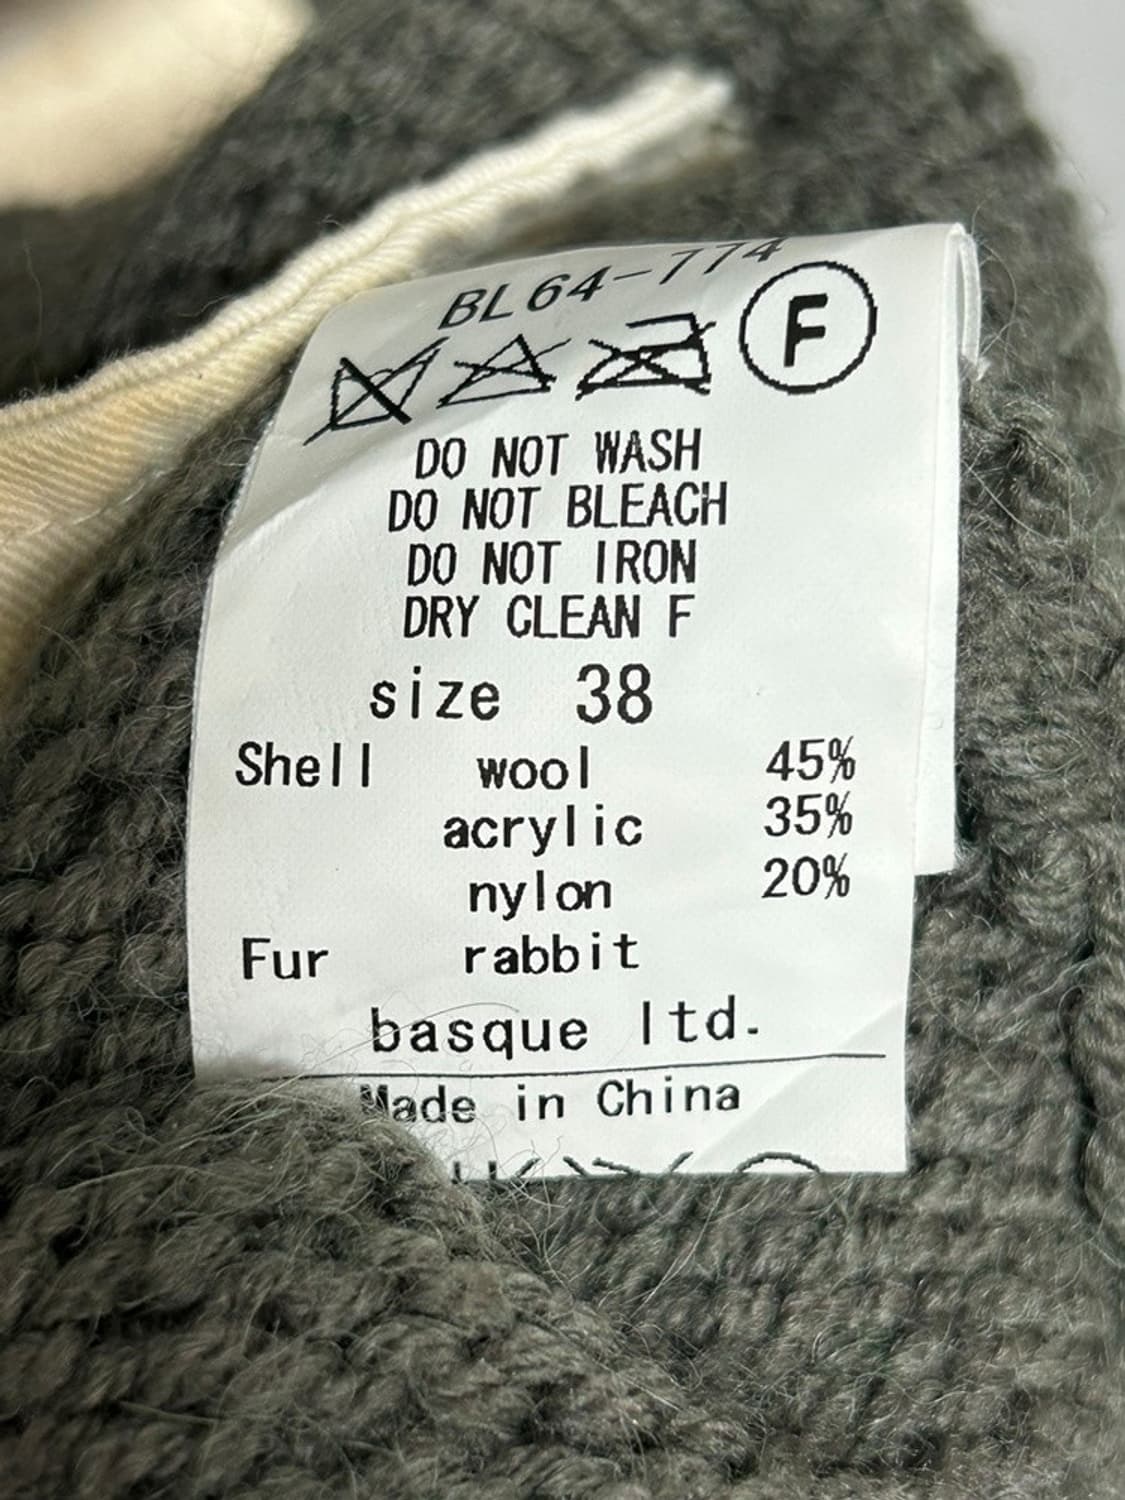 BL64-774
F
DO NOT WASH
DO NOT BLEACH
DO NOT IRON
DRY CLEAN F
size 38
Shell wool 45%
acrylic 35%
nylon 20%
Fur rabbit
basque ltd.
Made in China